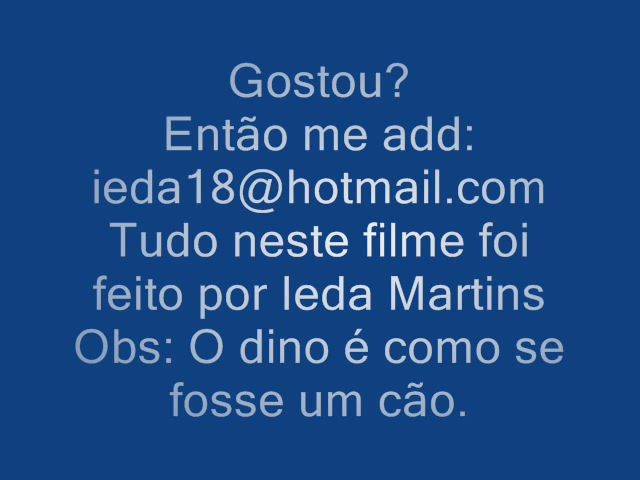 Gostou?
Então me add:
ieda18@hotmail.com
Tudo neste filme foi
feito por Ieda Martins
Obs: O dino é como se
fosse um cão.